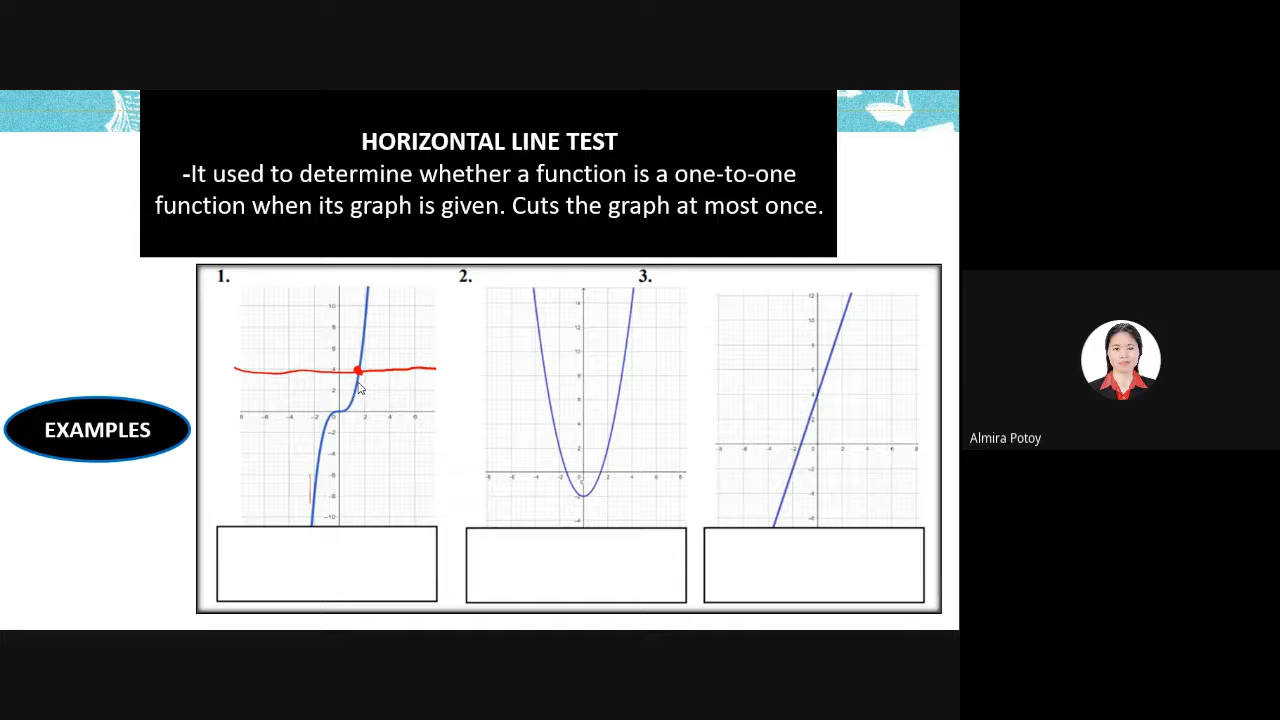 HORIZONTAL LINE TEST
-It used to determine whether a function is a one-to-one
function when its graph is given. Cuts the graph at most once.
1. 2. 3.
EXAMPLES
Almira Potoy